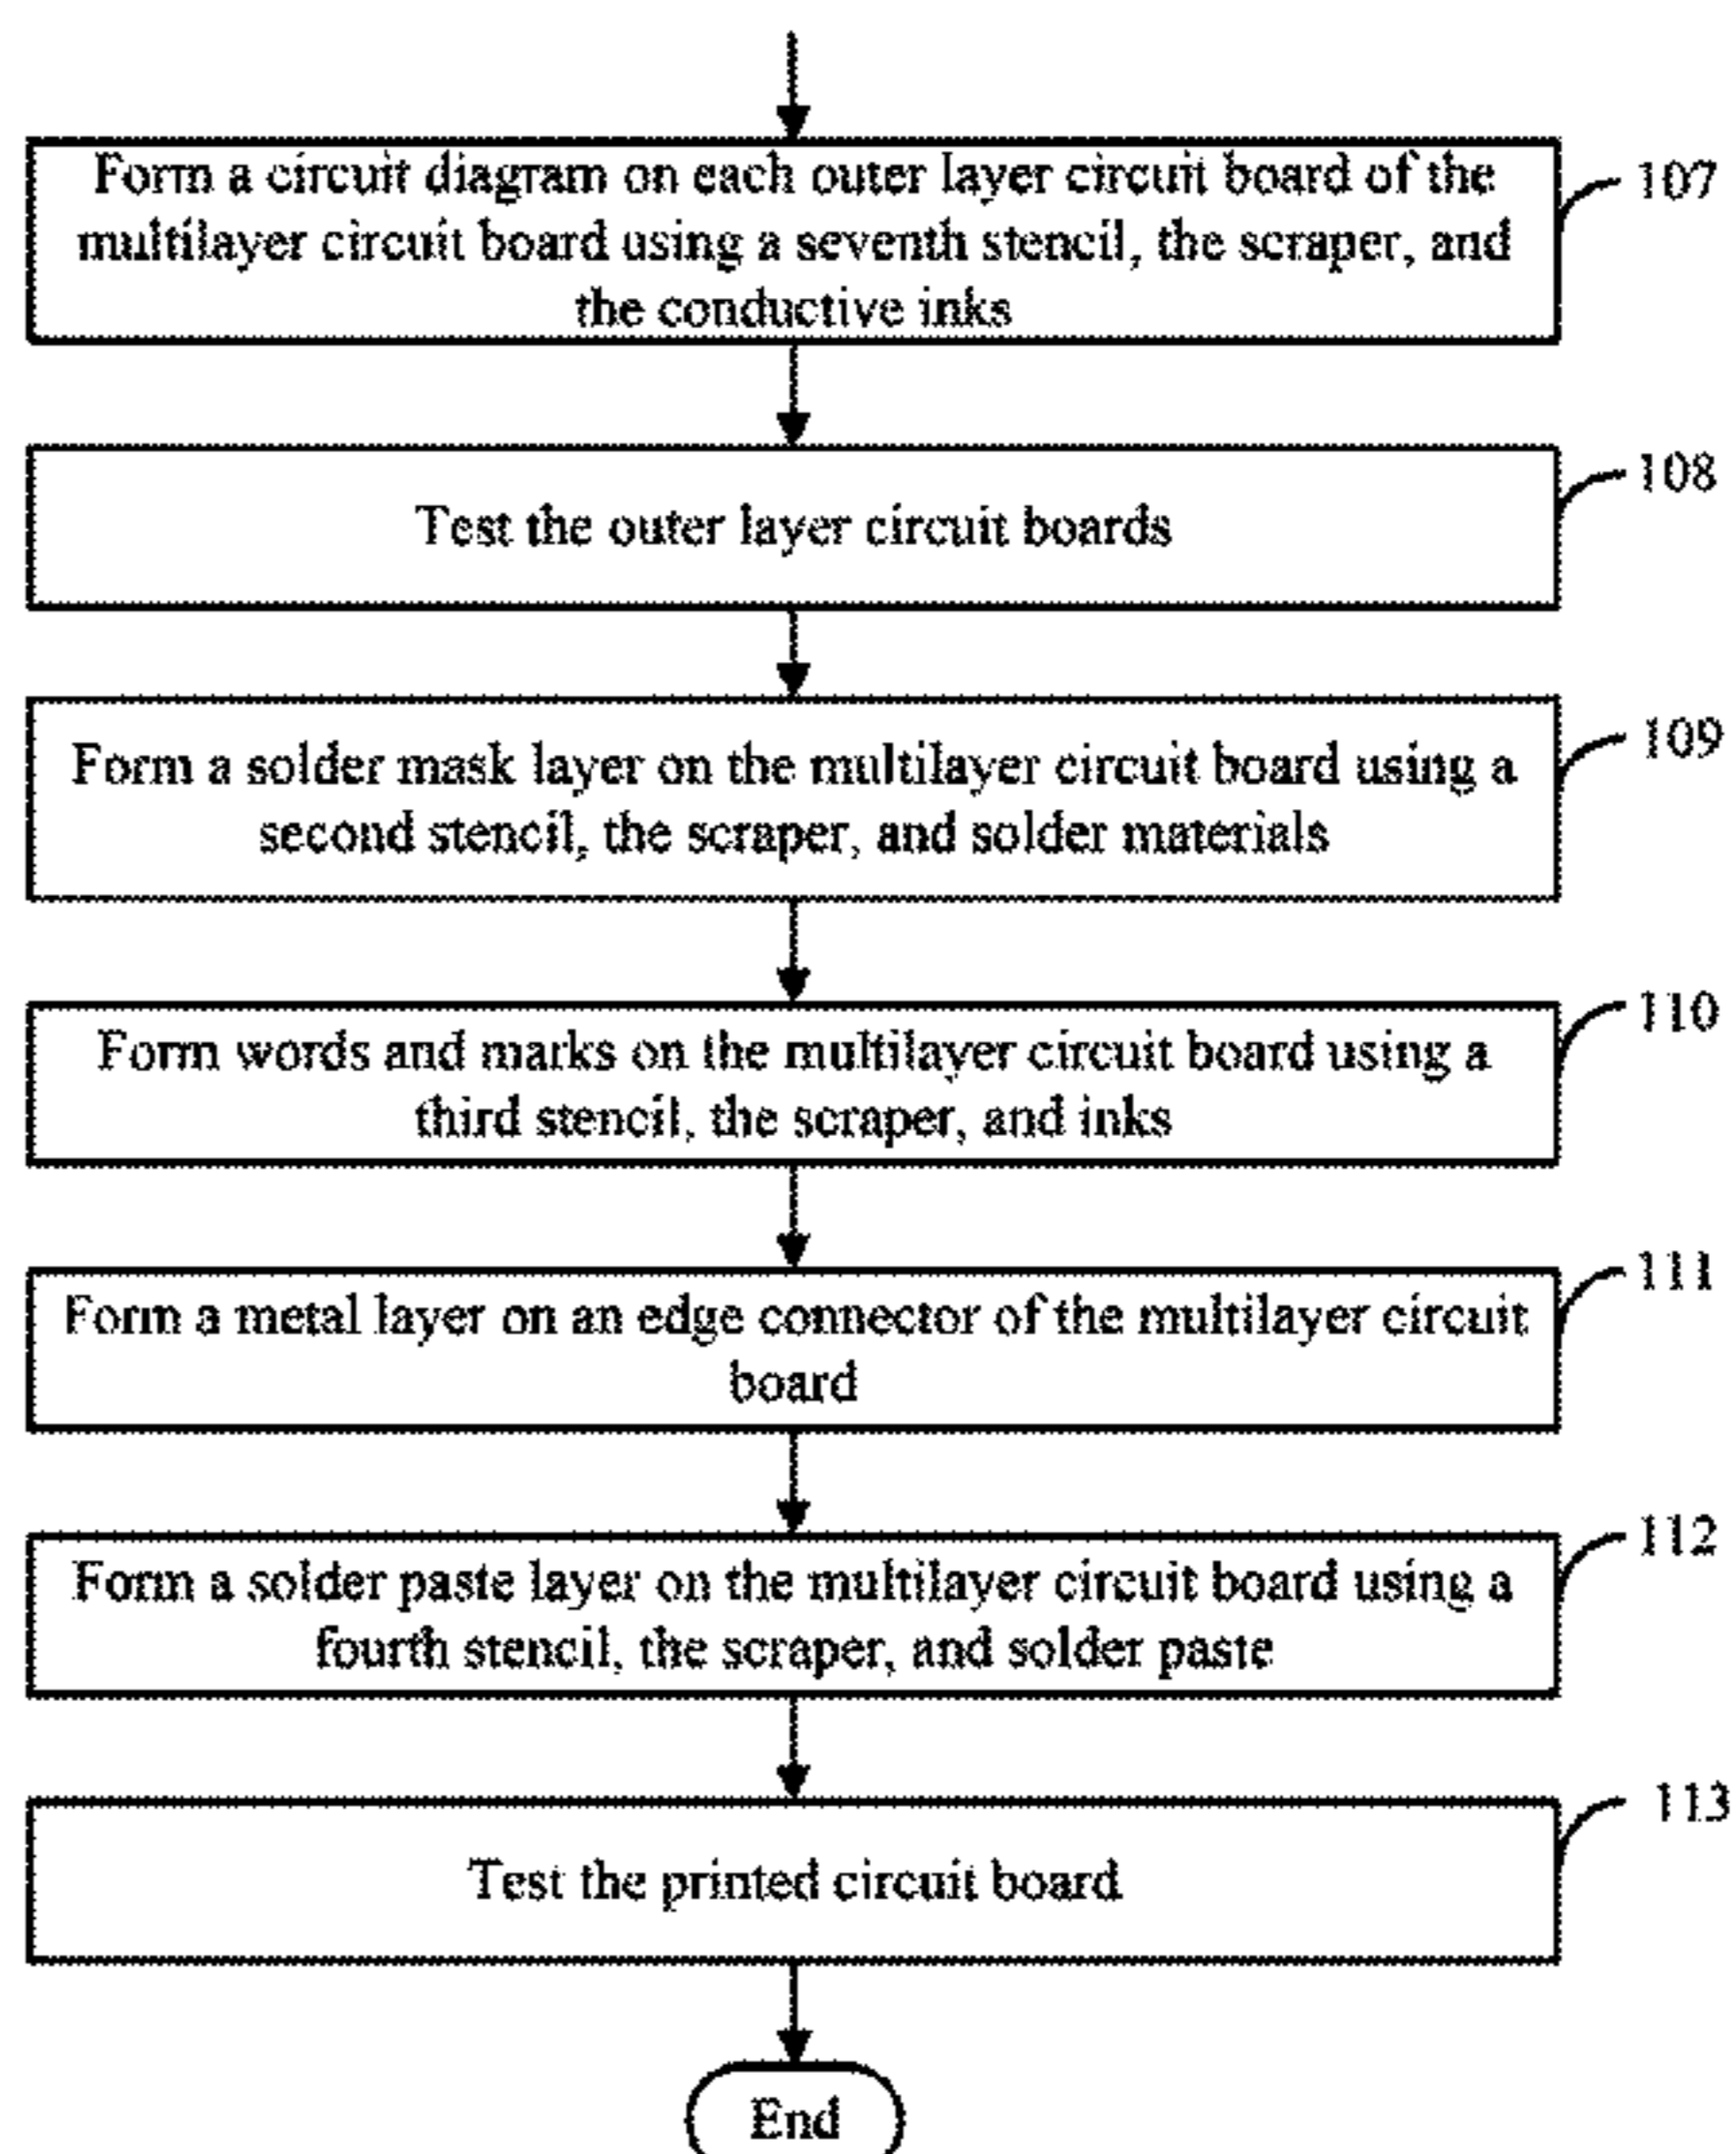 Form a circuit diagram on each outer layer circuit board of the
multilayer circuit board using a seventh stencil, the scraper, and
the conductive inks
107
Test the outer layer circuit boards
108
Form a solder mask layer on the multilayer circuit board using a
second stencil, the scraper, and solder materials
109
Form words and marks on the multilayer circuit board using a
third stencil, the scraper, and inks
110
Form a metal layer on an edge connector of the multilayer circuit
board
111
Form a solder paste layer on the multilayer circuit board using a
fourth stencil, the scraper, and solder paste
112
Test the printed circuit board
113
End